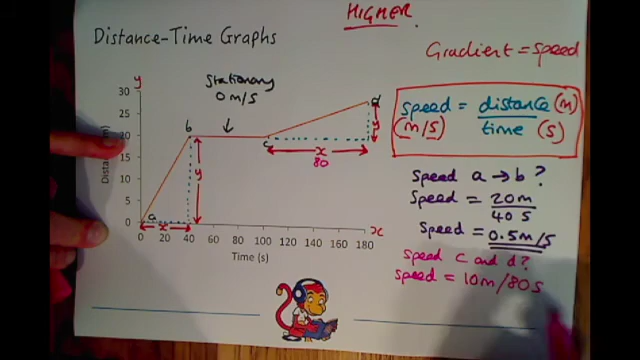 HIGHER
Distance-Time Graphs
Gradient = speed
y
Stationary
0 m/s
speed = distance (m)
(m/s) time (s)
30
25
20
15
10
5
0
a
b
c
d
y
x
y
x
80
x
0 20 40 60 80 100 120 140 160 180
Time (s)
Speed a → b?
Speed = 20m
40 s
Speed = 0.5m/s
Speed c and d?
Speed = 10m/80s